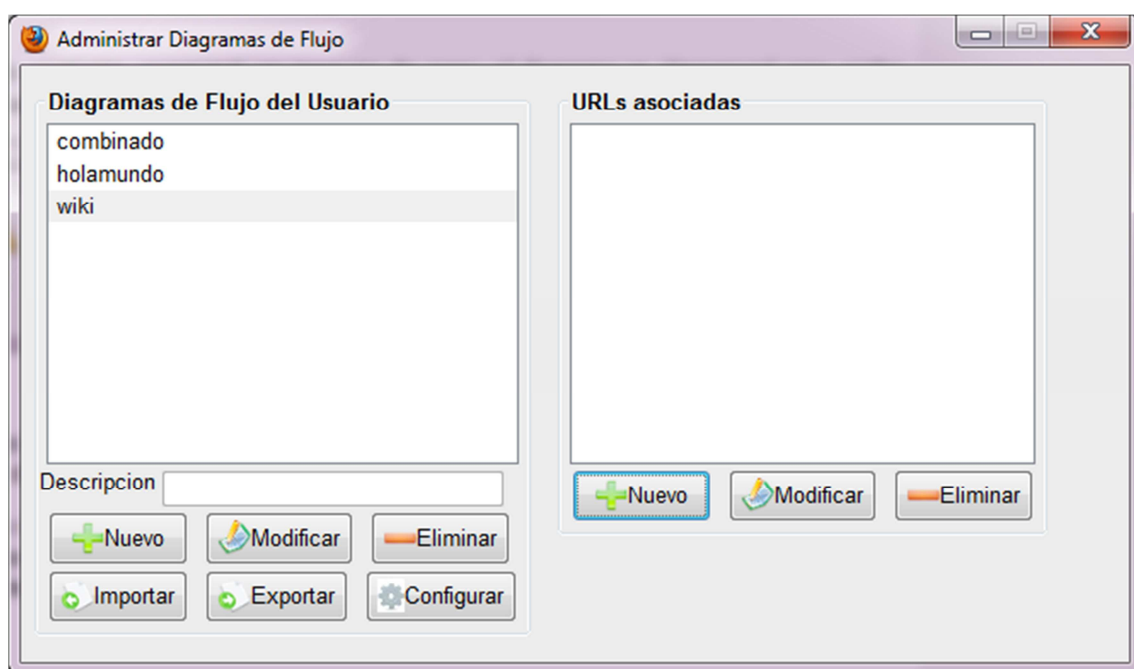 Administrar Diagramas de Flujo
Diagramas de Flujo del Usuario
combinado
holamundo
wiki
Descripcion
Nuevo
Modificar
Eliminar
Importar
Exportar
Configurar
URLs asociadas
Nuevo
Modificar
Eliminar